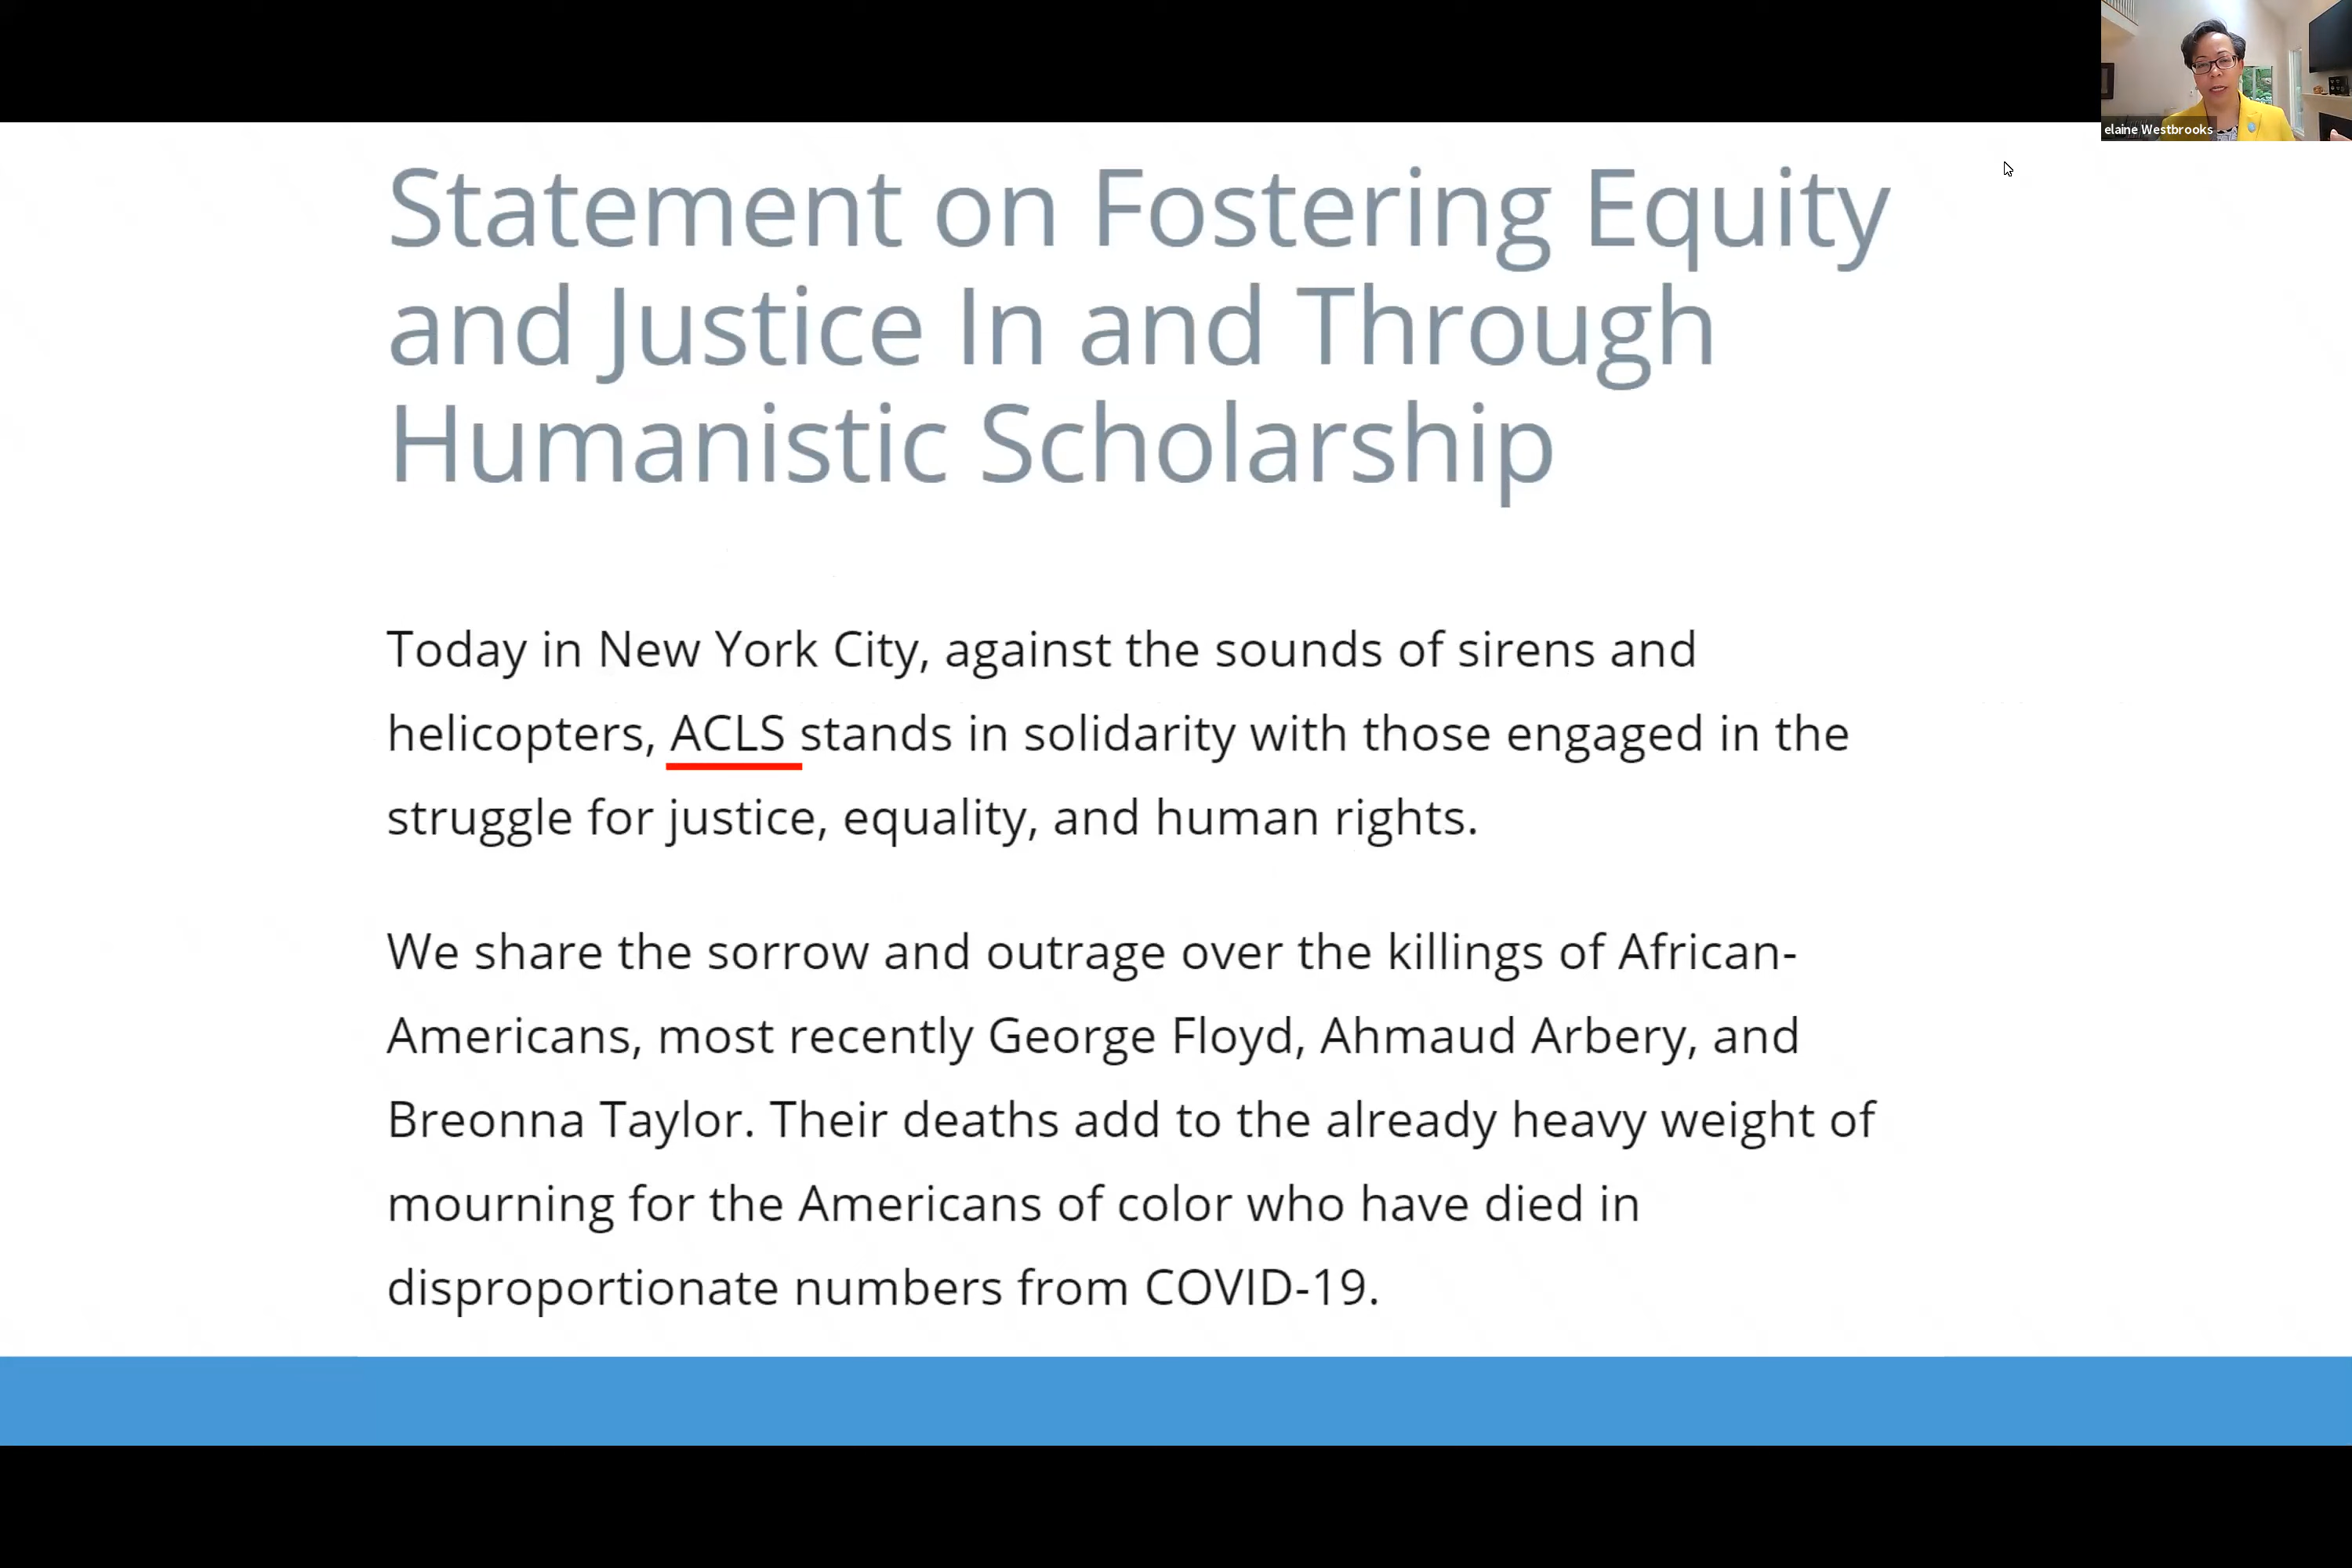 elaine Westbrooks
Statement on Fostering Equity
and Justice In and Through
Humanistic Scholarship
Today in New York City, against the sounds of sirens and
helicopters, ACLS stands in solidarity with those engaged in the
struggle for justice, equality, and human rights.
We share the sorrow and outrage over the killings of African-
Americans, most recently George Floyd, Ahmaud Arbery, and
Breonna Taylor. Their deaths add to the already heavy weight of
mourning for the Americans of color who have died in
disproportionate numbers from COVID-19.